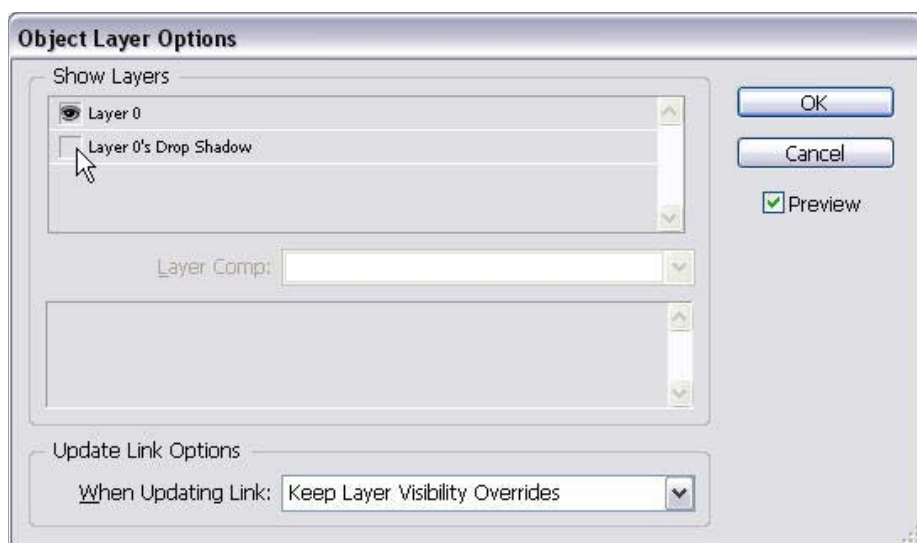 Object Layer Options
Show Layers
Layer 0
Layer 0's Drop Shadow
OK
Cancel
Preview
Layer Comp:
Update Link Options
When Updating Link: Keep Layer Visibility Overrides